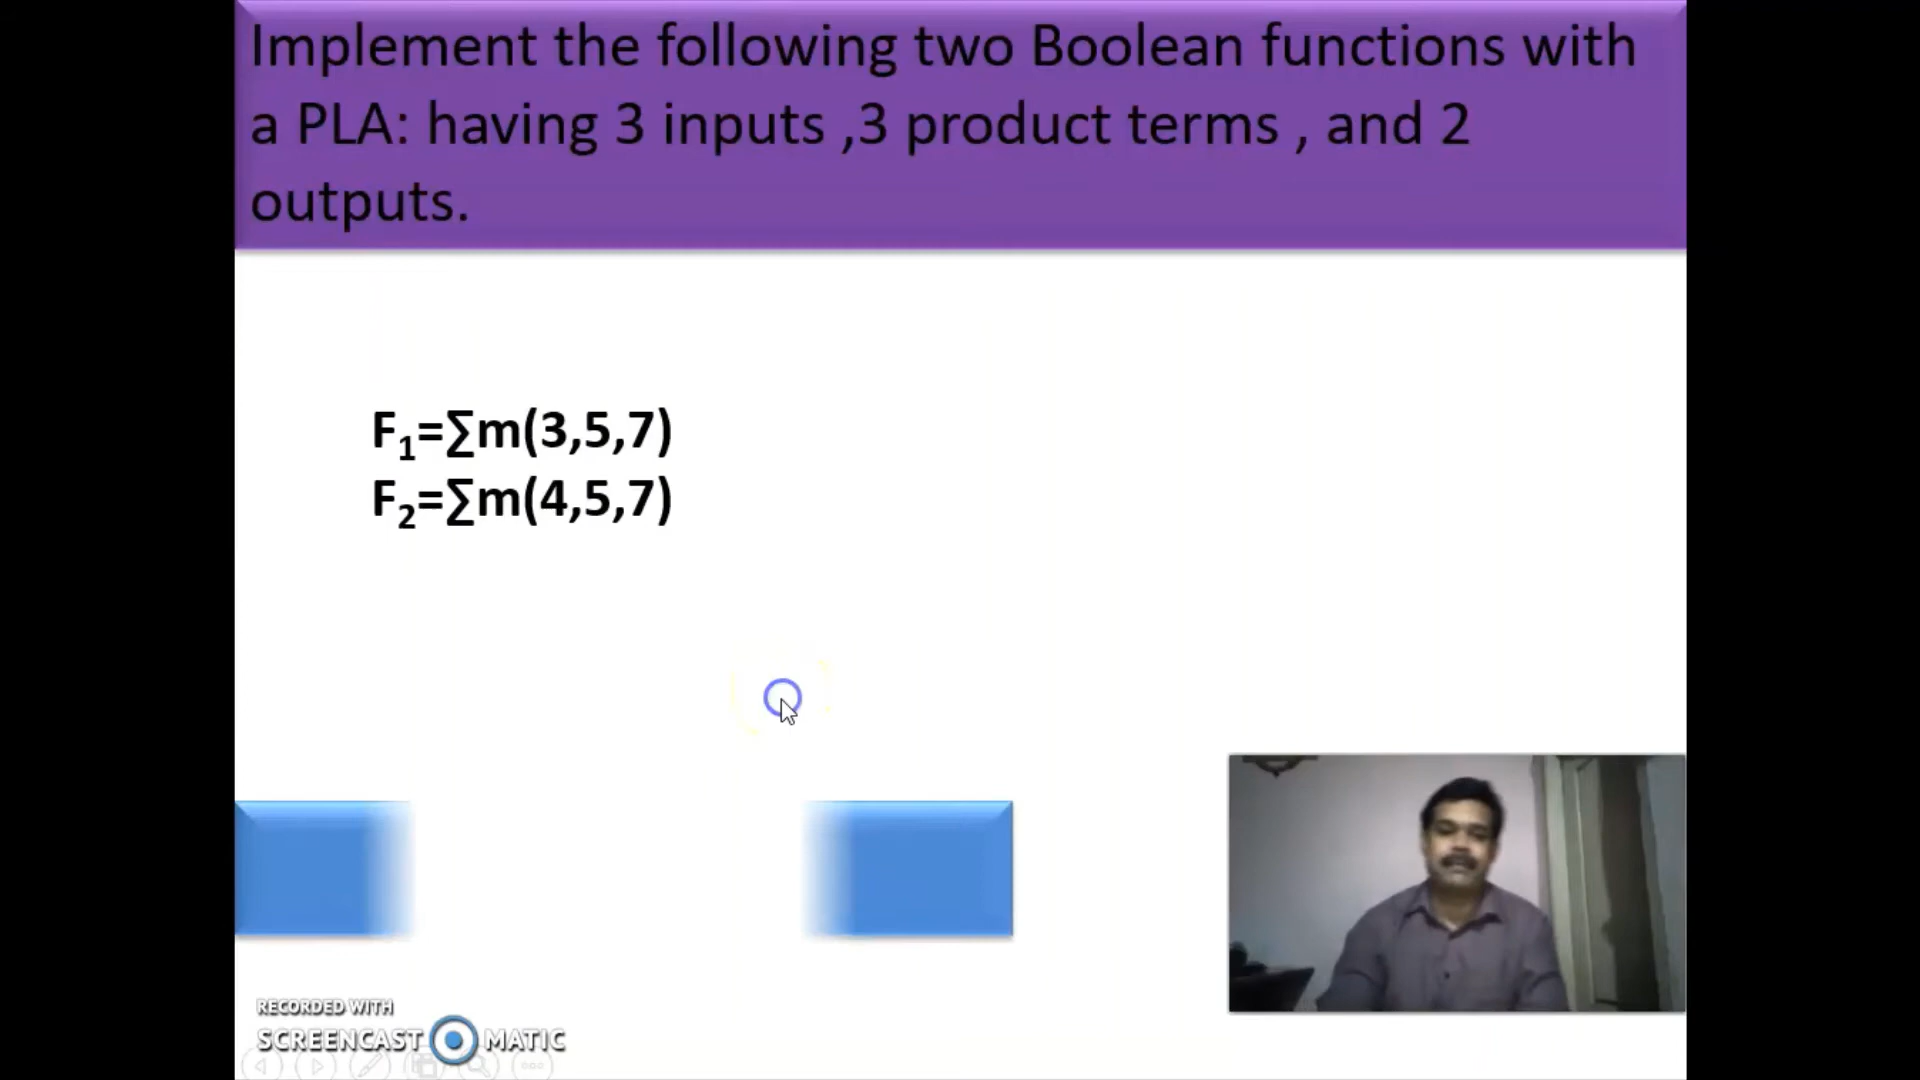 Implement the following two Boolean functions with
a PLA: having 3 inputs ,3 product terms , and 2
outputs.
F₁=∑m(3,5,7)
F₂=∑m(4,5,7)
RECORDED WITH
SCREENCAST MATIC